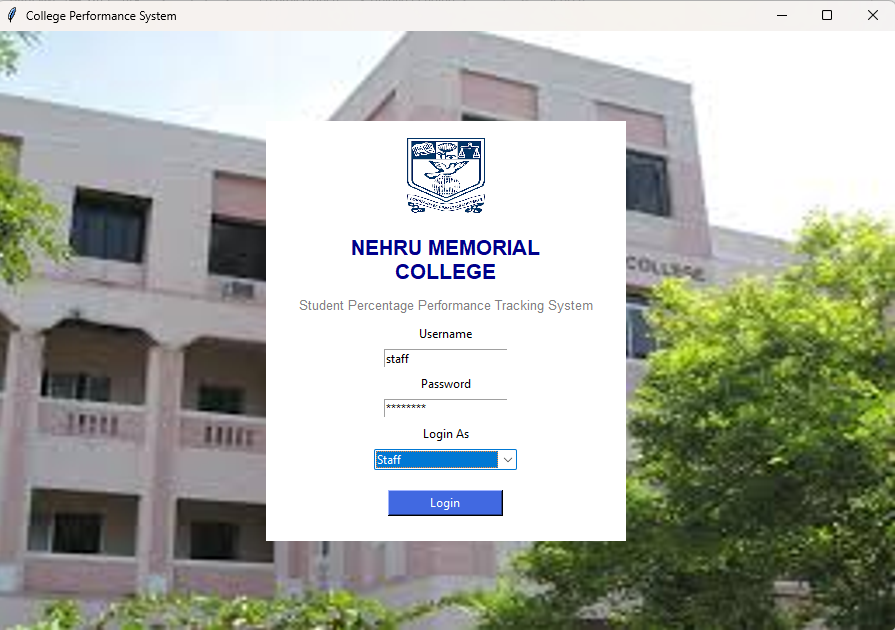 College Performance System
NEHRU MEMORIAL
COLLEGE
Student Percentage Performance Tracking System
COLLEGE
Username
staff
Password
********
Login As
Staff
Login